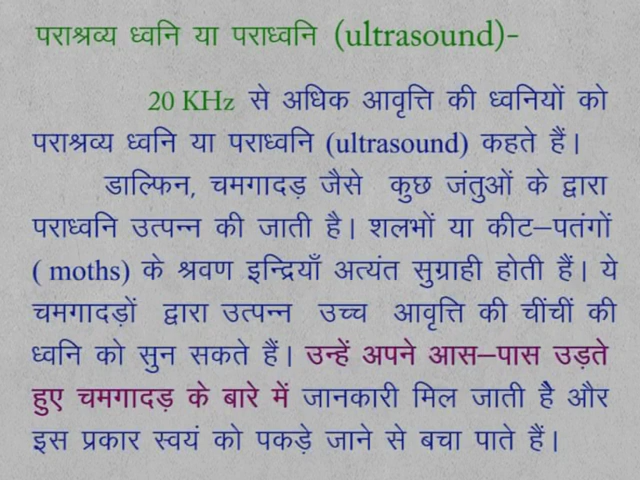 पराश्रव्य ध्वनि या पराध्वनि (ultrasound)-
20 KHz से अधिक आवृत्ति की ध्वनियों को
पराश्रव्य ध्वनि या पराध्वनि (ultrasound) कहते हैं।
डाल्फिन, चमगादड़ जैसे कुछ जंतुओं के द्वारा
पराध्वनि उत्पन्न की जाती है। शलभों या कीट–पतंगों
( moths) के श्रवण इन्द्रियाँ अत्यंत सुग्राही होती हैं। ये
चमगादड़ों द्वारा उत्पन्न उच्च आवृत्ति की चींचीं की
ध्वनि को सुन सकते हैं। उन्हें अपने आस–पास उड़ते
हुए चमगादड़ के बारे में जानकारी मिल जाती है और
इस प्रकार स्वयं को पकड़े जाने से बचा पाते हैं।